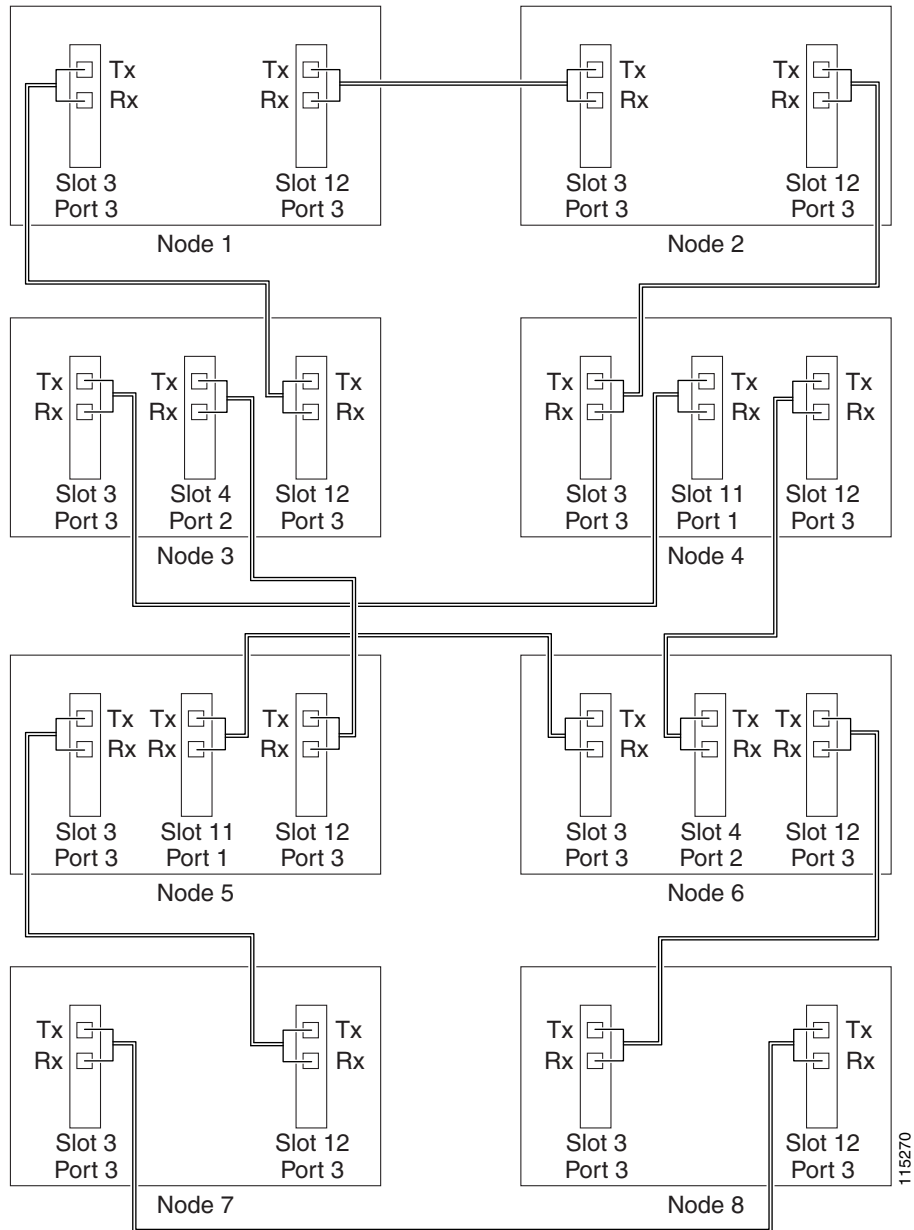 Tx Tx Tx Tx
Rx Rx Rx Rx
Slot 3 Slot 12 Slot 3 Slot 12
Port 3 Port 3 Port 3 Port 3
Node 1 Node 2
Tx Tx Tx Tx Tx Tx
Rx Rx Rx Rx Rx Rx
Slot 3 Slot 4 Slot 12 Slot 3 Slot 11 Slot 12
Port 3 Port 2 Port 3 Port 3 Port 1 Port 3
Node 3 Node 4
Tx Tx Tx Tx Tx Tx
Rx Rx Rx Rx Rx Rx
Slot 3 Slot 11 Slot 12 Slot 3 Slot 4 Slot 12
Port 3 Port 1 Port 3 Port 3 Port 2 Port 3
Node 5 Node 6
Tx Tx Tx Tx
Rx Rx Rx Rx
Slot 3 Slot 12 Slot 3 Slot 12
Port 3 Port 3 Port 3 Port 3
Node 7 Node 8
115270